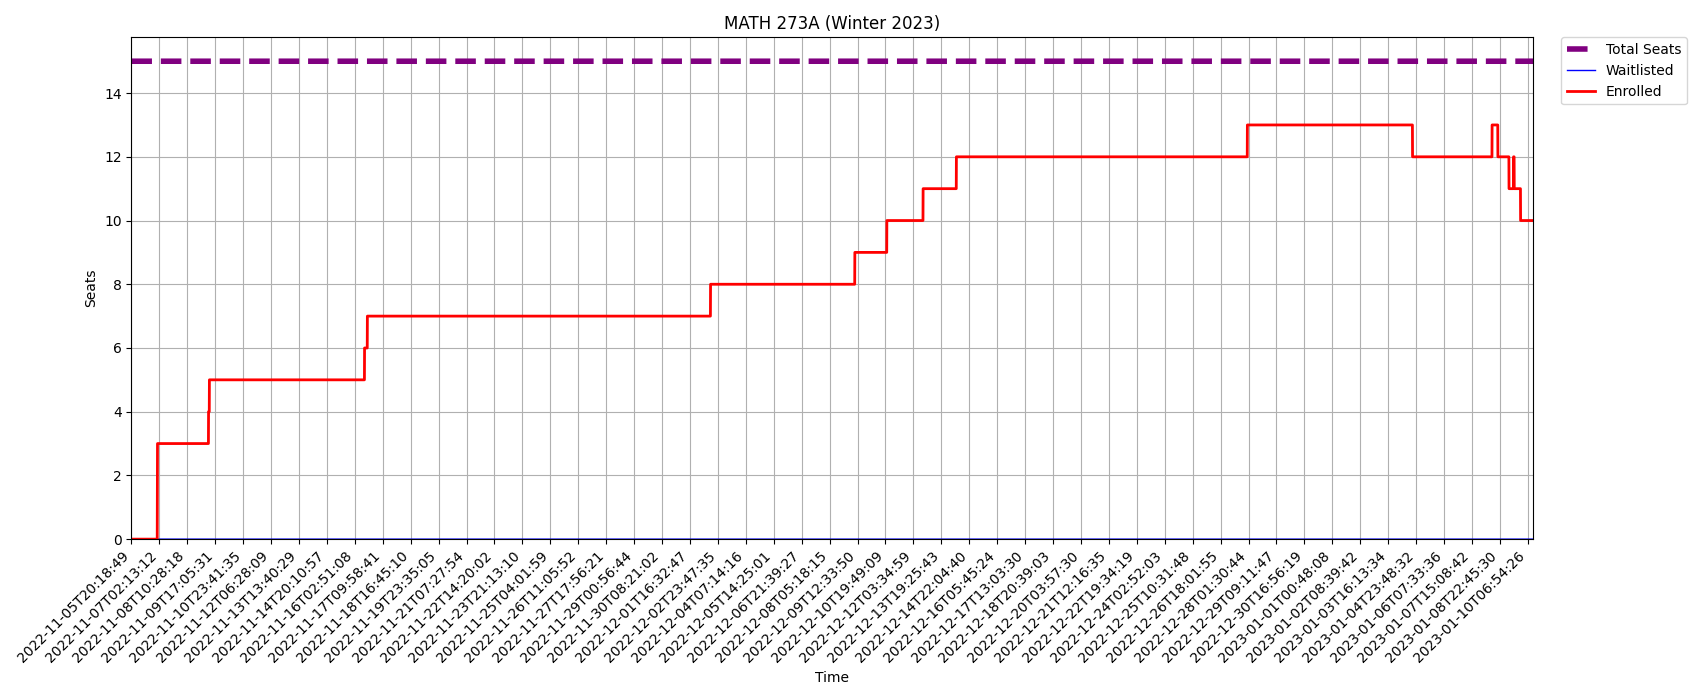 MATH 273A (Winter 2023)
Total Seats
Waitlisted
Enrolled
Seats
14
12
10
8
6
4
2
0
2022-11-05T20:18:49
2022-11-07T02:13:12
2022-11-08T10:28:18
2022-11-09T17:05:31
2022-11-10T23:41:35
2022-11-12T06:28:09
2022-11-13T13:40:29
2022-11-14T20:10:57
2022-11-16T02:51:08
2022-11-17T09:58:41
2022-11-18T16:45:10
2022-11-19T23:35:05
2022-11-21T07:27:54
2022-11-22T14:20:02
2022-11-23T21:13:10
2022-11-25T04:01:59
2022-11-26T11:05:52
2022-11-27T17:56:21
2022-11-29T00:56:44
2022-11-30T08:21:02
2022-12-01T16:32:47
2022-12-02T23:47:35
2022-12-04T07:14:16
2022-12-05T14:25:01
2022-12-06T21:39:27
2022-12-08T05:18:15
2022-12-09T12:33:50
2022-12-10T19:49:09
2022-12-12T03:34:59
2022-12-13T19:25:43
2022-12-14T22:04:40
2022-12-16T05:45:24
2022-12-17T13:03:30
2022-12-18T20:39:03
2022-12-20T03:57:30
2022-12-21T12:16:35
2022-12-22T19:34:19
2022-12-24T02:52:03
2022-12-25T10:31:48
2022-12-26T18:01:55
2022-12-28T01:30:44
2022-12-29T09:11:47
2022-12-30T16:56:19
2023-01-01T00:48:08
2023-01-02T08:39:42
2023-01-03T16:13:34
2023-01-04T23:48:32
2023-01-06T07:33:36
2023-01-07T15:08:42
2023-01-08T22:45:30
2023-01-10T06:54:26
Time